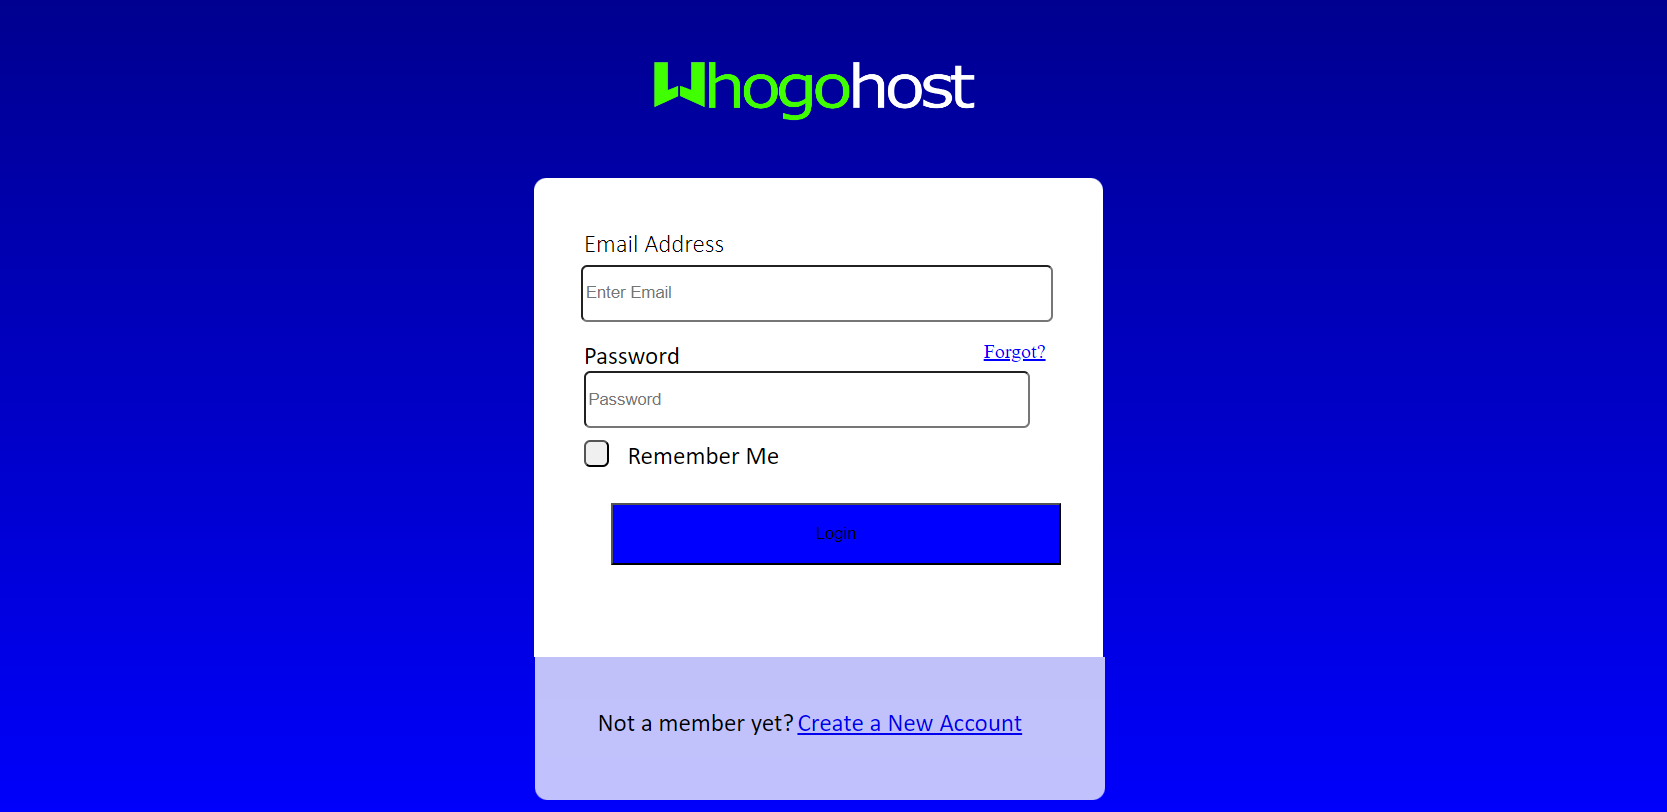 Whogohost
Email Address
Enter Email
Password
Forgot?
Password
Remember Me
Login
Not a member yet? Create a New Account